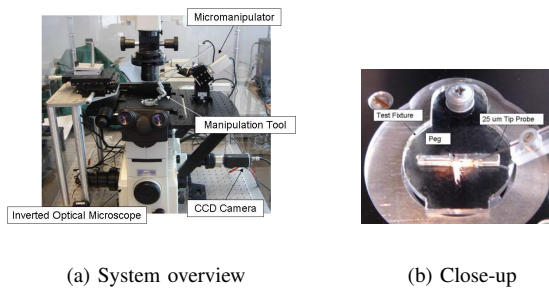 Micromanipulator
Manipulation Tool
CCD Camera
Inverted Optical Microscope
Test Fixture
Peg
25 um Tip Probe
(a) System overview
(b) Close-up